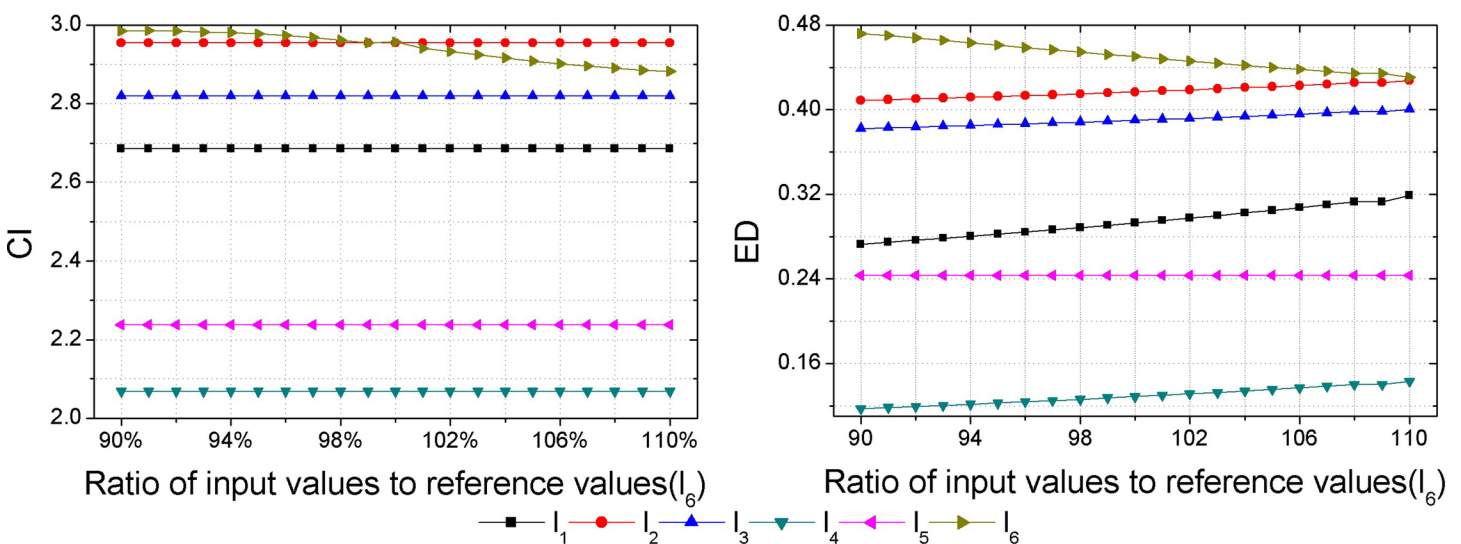 3.0
2.8
2.6
2.4
2.2
2.0
CI
90% 94% 98% 102% 106% 110%
Ratio of input values to reference values(I6)
0.48
0.40
0.32
0.24
0.16
ED
90 94 98 102 106 110
Ratio of input values to reference values(I6)
I1 I2 I3 I4 I5 I6